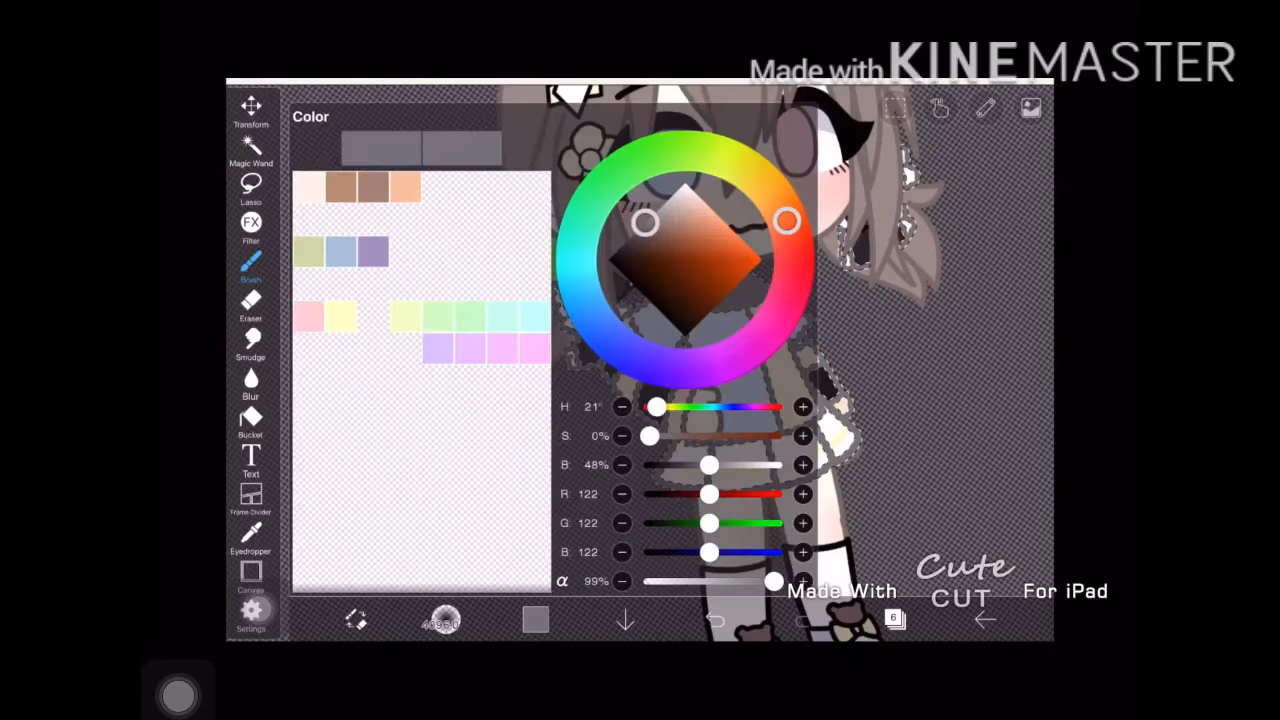 Made with KINEMASTER
Color
Transform
Magic Wand
Lasso
FX
Filter
Brush
Eraser
Smudge
Blur
Bucket
T
Text
Frame Divider
Eyedropper
Canvas
Settings
H: 21°
S: 0%
B: 48%
R: 122
G: 122
B: 122
α 99%
6
Made With Cute CUT For iPad